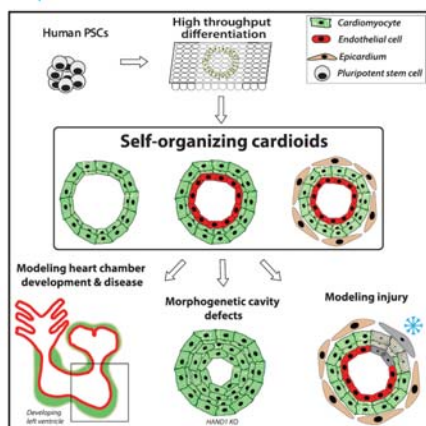 Human PSCs
High throughput
differentiation
Cardiomyocyte
Endothelial cell
Epicardium
Pluripotent stem cell
Self-organizing cardioids
Modeling heart chamber
development & disease
Morphogenetic cavity
defects
Modeling injury
Developing
left ventricle
HAND1 KO